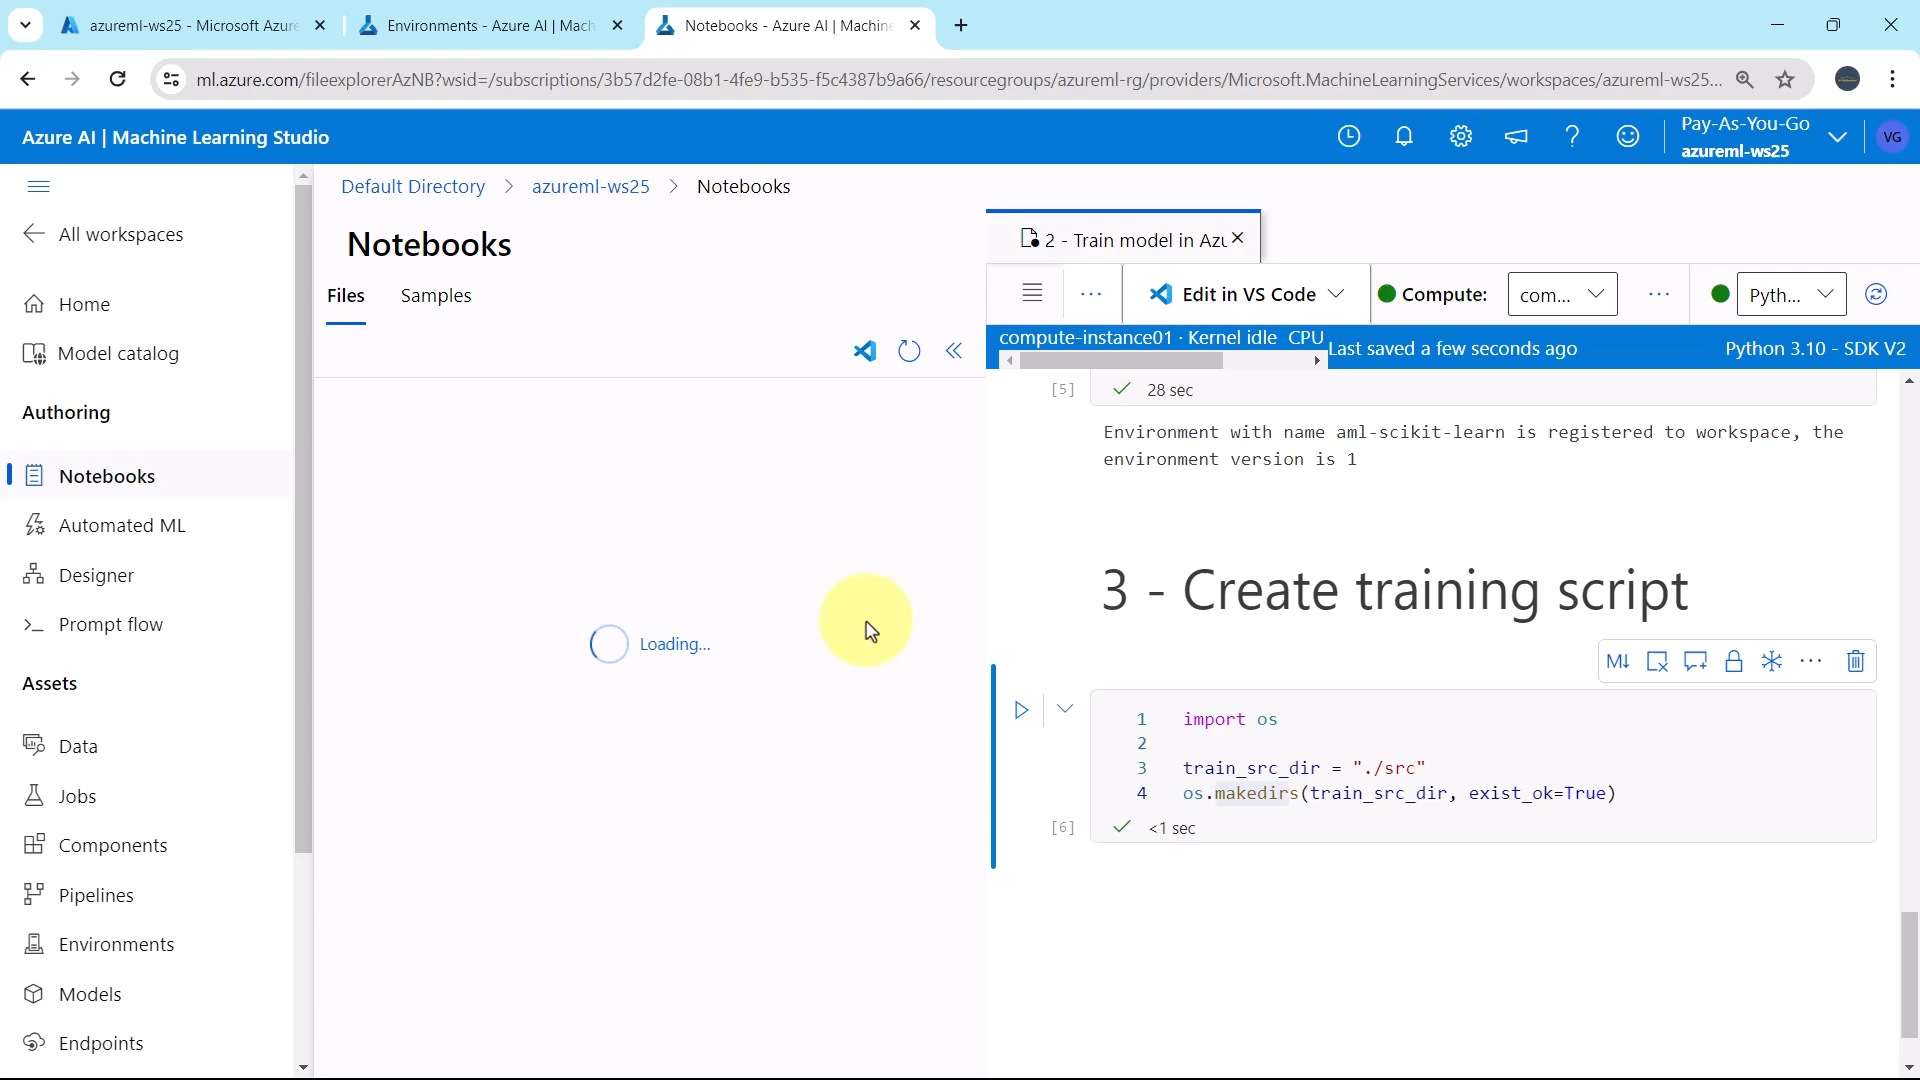 azureml-ws25 - Microsoft Azure
Environments - Azure AI | Mach
Notebooks - Azure AI | Machine
ml.azure.com/fileexplorerAzNB?wsid=/subscriptions/3b57d2fe-08b1-4fe9-b535-f5c4387b9a66/resourcegroups/azureml-rg/providers/Microsoft.MachineLearningServices/workspaces/azureml-ws25...
Azure AI | Machine Learning Studio
Pay-As-You-Go
azureml-ws25
VG
All workspaces
Home
Model catalog
Authoring
Notebooks
Automated ML
Designer
Prompt flow
Assets
Data
Jobs
Components
Pipelines
Environments
Models
Endpoints
Default Directory > azureml-ws25 > Notebooks
Notebooks
Files Samples
Loading...
2 - Train model in Azu
Edit in VS Code
Compute: com...
Pyth...
compute-instance01 · Kernel idle CPU
Last saved a few seconds ago
Python 3.10 - SDK V2
[5] 28 sec
Environment with name aml-scikit-learn is registered to workspace, the
environment version is 1
3 - Create training script
M↓
1 import os
2
3 train_src_dir = "./src"
4 os.makedirs(train_src_dir, exist_ok=True)
[6] <1 sec